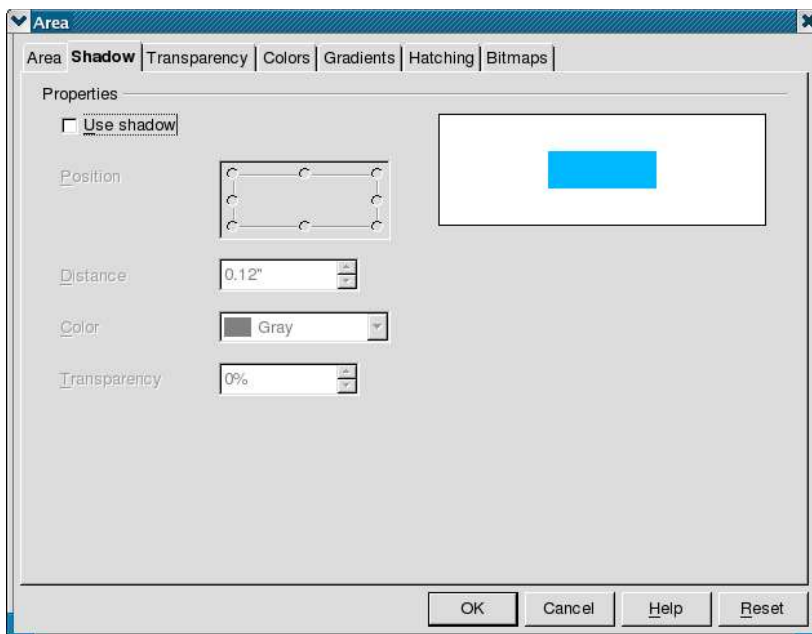 Area
Area Shadow Transparency Colors Gradients Hatching Bitmaps
Properties
Use shadow
Position
Distance 0.12"
Color Gray
Transparency 0%
OK Cancel Help Reset